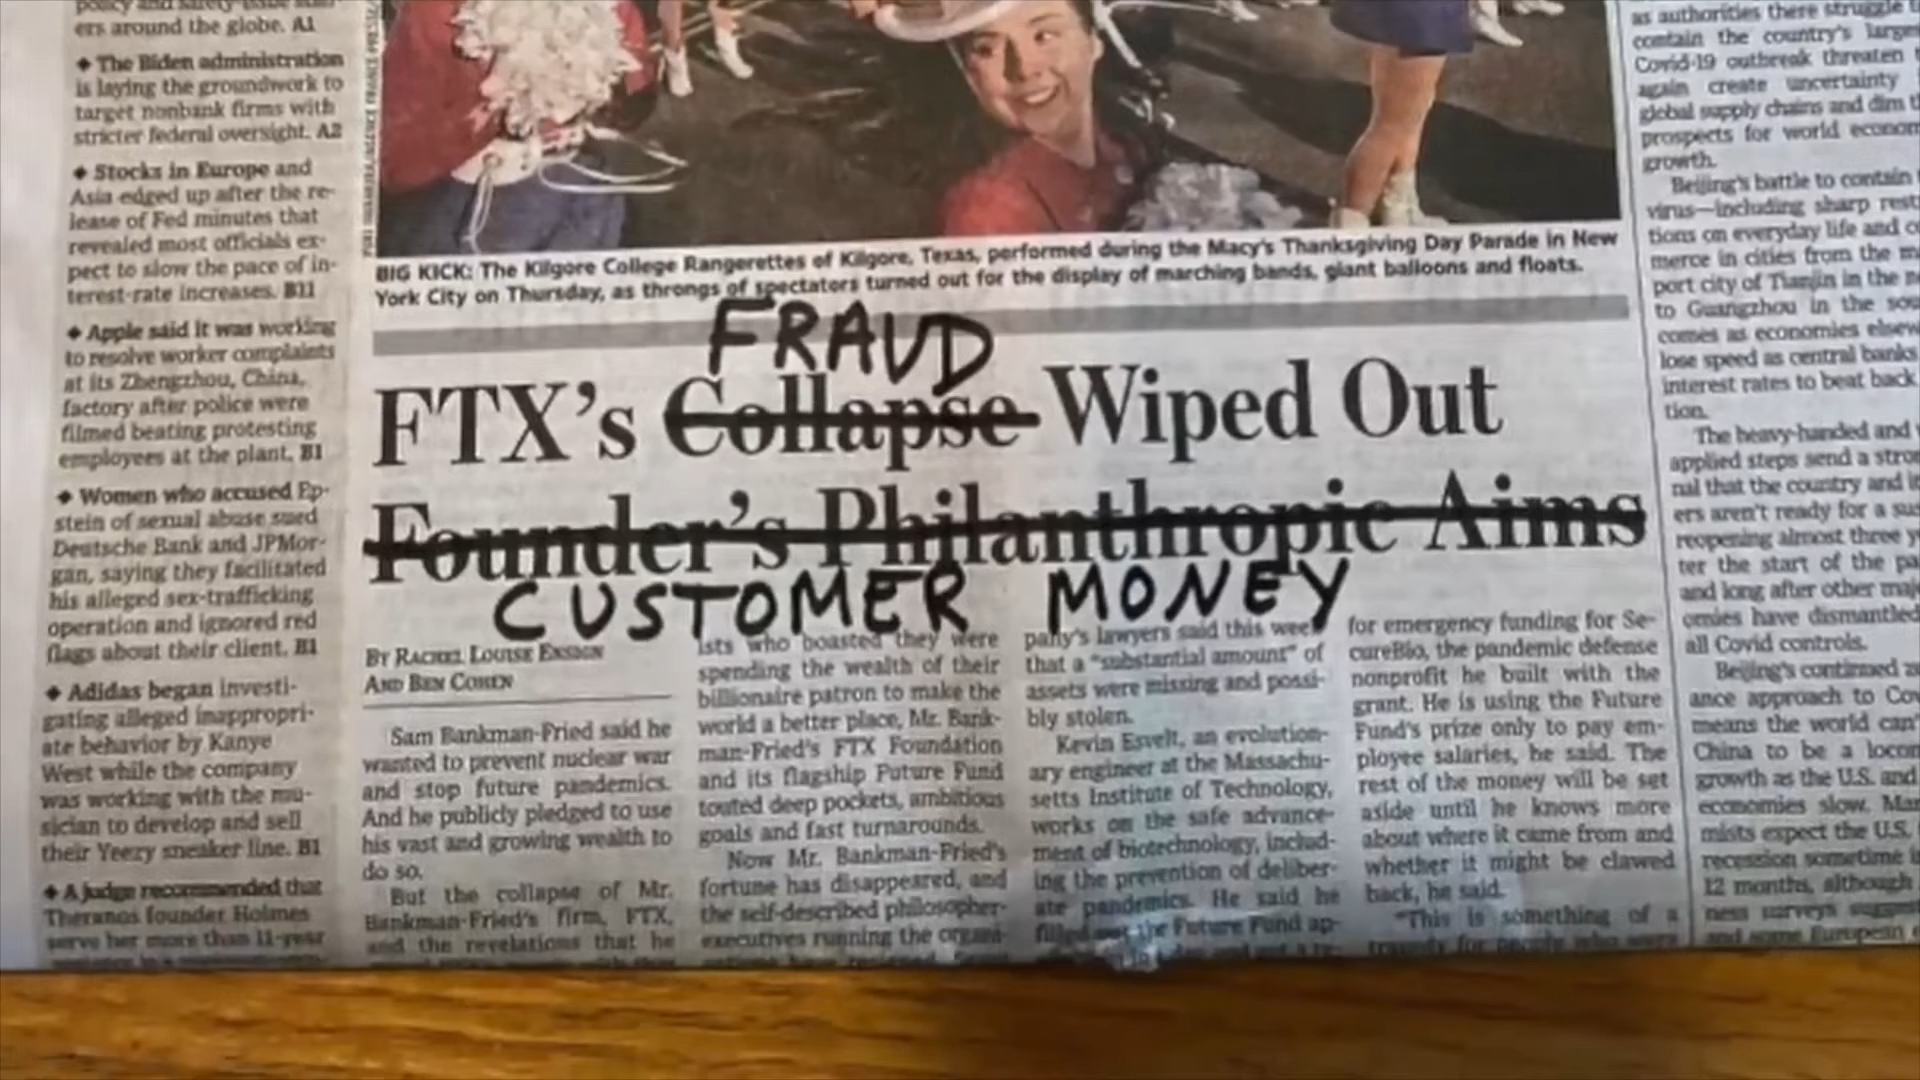 policy and safety-issue
ers around the globe. A1
◆ The Biden administration
is laying the groundwork to
target nonbank firms with
stricter federal oversight. A2
◆ Stocks in Europe and
Asia edged up after the re-
lease of Fed minutes that
revealed most officials ex-
pect to slow the pace of in-
terest-rate increases. B11
◆ Apple said it was working
to resolve worker complaints
at its Zhengzhou, China,
factory after police were
filmed beating protesting
employees at the plant. B1
◆ Women who accused Ep-
stein of sexual abuse sued
Deutsche Bank and JPMor-
gan, saying they facilitated
his alleged sex-trafficking
operation and ignored red
flags about their client. B1
◆ Adidas began investi-
gating alleged inappropri-
ate behavior by Kanye
West while the company
was working with the mu-
sician to develop and sell
their Yeezy sneaker line. B1
◆ A judge recommended that
Theranos founder Holmes
serve her more than 11-year
BIG KICK: The Kilgore College Rangerettes of Kilgore, Texas, performed during the Macy's Thanksgiving Day Parade in New
York City on Thursday, as throngs of spectators turned out for the display of marching bands, giant balloons and floats.
FRAUD
FTX's Collapse Wiped Out
Founder's Philanthropic Aims
CUSTOMER MONEY
BY RACHEL LOUISE ENSIGN
AND BEN COHEN
Sam Bankman-Fried said he
wanted to prevent nuclear war
and stop future pandemics.
And he publicly pledged to use
his vast and growing wealth to
do so.
But the collapse of Mr.
Bankman-Fried's firm, FTX,
and the revelations that he
ists who boasted they were
spending the wealth of their
billionaire patron to make the
world a better place, Mr. Bank-
man-Fried's FTX Foundation
and its flagship Future Fund
touted deep pockets, ambitious
goals and fast turnarounds.
Now Mr. Bankman-Fried's
fortune has disappeared, and
the self-described philosopher-
executives running the organi-
pany's lawyers said this week
that a "substantial amount" of
assets were missing and possi-
bly stolen.
Kevin Esvelt, an evolution-
ary engineer at the Massachu-
setts Institute of Technology,
works on the safe advance-
ment of biotechnology, includ-
ing the prevention of deliber-
ate pandemics. He said he
filled out the Future Fund ap-
for emergency funding for Se-
cureBio, the pandemic defense
nonprofit he built with the
grant. He is using the Future
Fund's prize only to pay em-
ployee salaries, he said. The
rest of the money will be set
aside until he knows more
about where it came from and
whether it might be clawed
back, he said.
"This is something of a
tragedy for people who were
as authorities there struggle
contain the country's
Covid-19 outbreak threaten
again create uncertainty
global supply chains and dim
prospects for world
growth.
Beijing's battle to contain
virus—including sharp
tions on everyday life and
merce in cities from the
port city of Tianjin in the
to Guangzhou in the
comes as economies
lose speed as central banks
interest rates to beat back
tion.
The heavy-handed and
applied steps send a
nal that the country and
ers aren't ready for a
reopening almost three
ter the start of the
and long after other
omies have dismantled
all Covid controls.
Beijing's continued
ance approach to
means the world can't
China to be a
growth as the U.S. and
economies slow.
mists expect the U.S.
recession sometime
12 months, although
ness surveys suggest
and some European